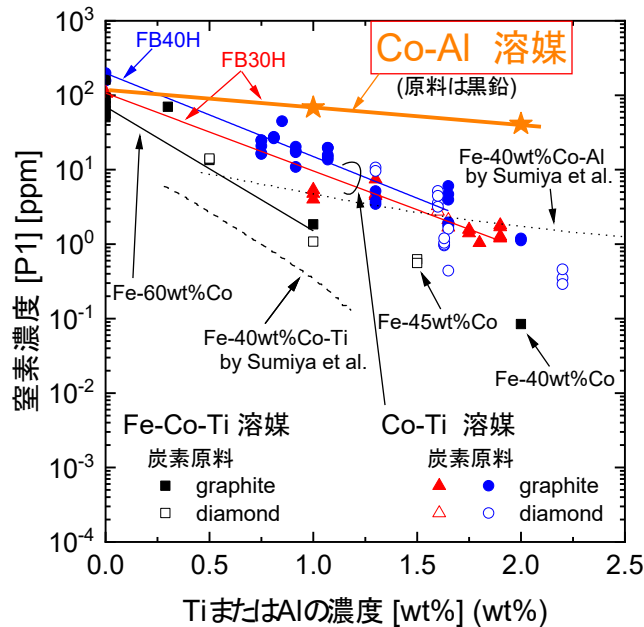 10³
10²
10¹
10⁰
10⁻¹
10⁻²
10⁻³
10⁻⁴
窒素濃度 [P1] [ppm]
FB40H
FB30H
Co-Al 溶媒
(原料は黒鉛)
Fe-40wt%Co-Al
by Sumiya et al.
Fe-60wt%Co
Fe-40wt%Co-Ti
by Sumiya et al.
Fe-45wt%Co
Fe-40wt%Co
Fe-Co-Ti 溶媒
炭素原料
graphite
diamond
Co-Ti 溶媒
炭素原料
graphite
diamond
0.0 0.5 1.0 1.5 2.0 2.5
TiまたはAlの濃度 [wt%] (wt%)